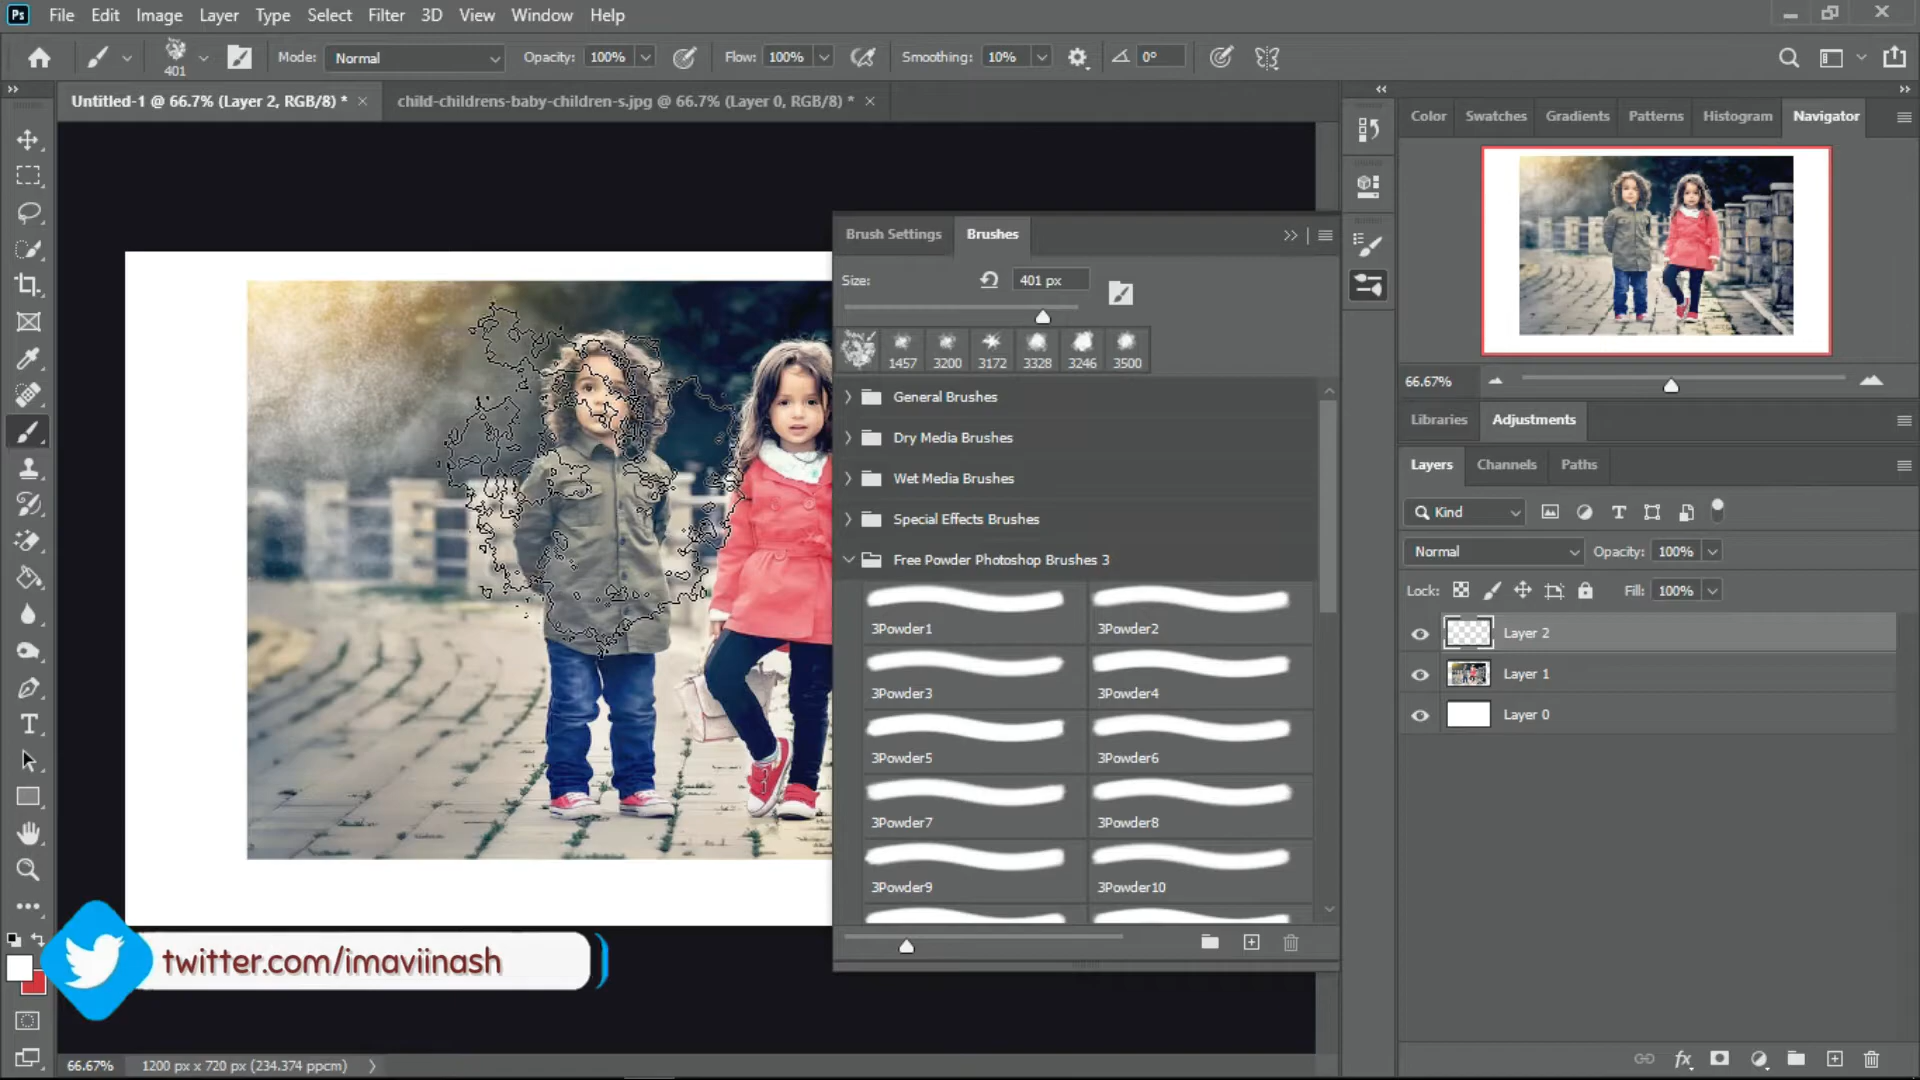 Ps File Edit Image Layer Type Select Filter 3D View Window Help
401 Mode: Normal Opacity: 100% Flow: 100% Smoothing: 10% 0°
Untitled-1 @ 66.7% (Layer 2, RGB/8) * × child-childrens-baby-children-s.jpg @ 66.7% (Layer 0, RGB/8) * ×
Color Swatches Gradients Patterns Histogram Navigator
Brush Settings Brushes
Size: 401 px
1457 3200 3172 3328 3246 3500
General Brushes
Dry Media Brushes
Wet Media Brushes
Special Effects Brushes
Free Powder Photoshop Brushes 3
3Powder1 3Powder2
3Powder3 3Powder4
3Powder5 3Powder6
3Powder7 3Powder8
3Powder9 3Powder10
66.67%
Libraries Adjustments
Layers Channels Paths
Kind
Normal Opacity: 100%
Lock: Fill: 100%
Layer 2
Layer 1
Layer 0
fx
twitter.com/imaviinash
66.67% 1200 px x 720 px (234.374 ppcm)